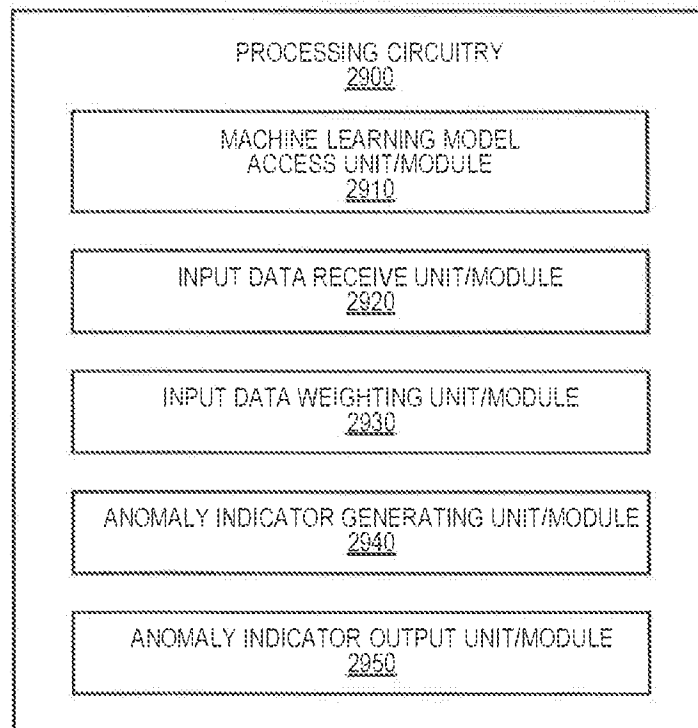 PROCESSING CIRCUITRY
2900
MACHINE LEARNING MODEL
ACCESS UNIT/MODULE
2910
INPUT DATA RECEIVE UNIT/MODULE
2920
INPUT DATA WEIGHTING UNIT/MODULE
2930
ANOMALY INDICATOR GENERATING UNIT/MODULE
2940
ANOMALY INDICATOR OUTPUT UNIT/MODULE
2950